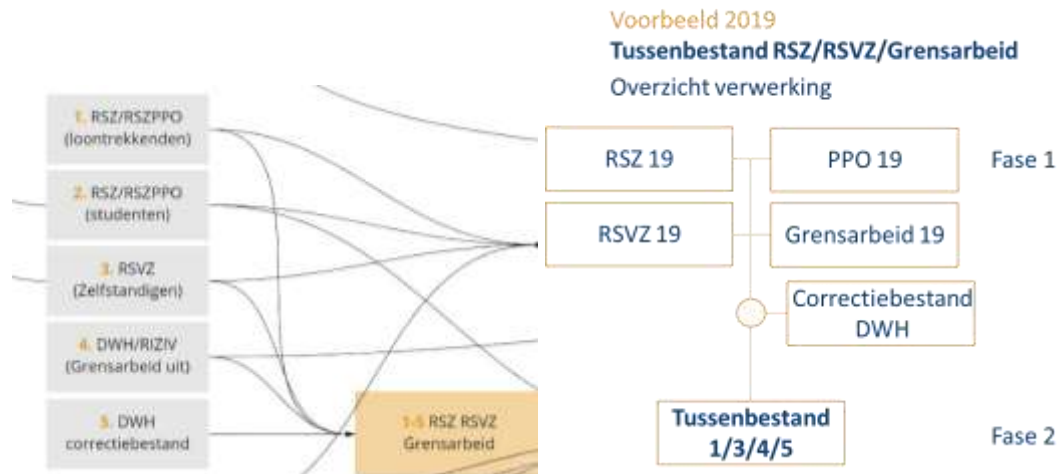 Voorbeeld 2019
Tussenbestand RSZ/RSVZ/Grensarbeid
Overzicht verwerking
1. RSZ/RSZPPO
(loontrekkenden)
2. RSZ/RSZPPO
(studenten)
3. RSVZ
(Zelfstandigen)
4. DWH/RIZIV
(Grensarbeid uit)
5. DWH
correctiebestand
1-5 RSZ RSVZ
Grensarbeid
RSZ 19
PPO 19
Fase 1
RSVZ 19
Grensarbeid 19
Correctiebestand
DWH
Tussenbestand
1/3/4/5
Fase 2